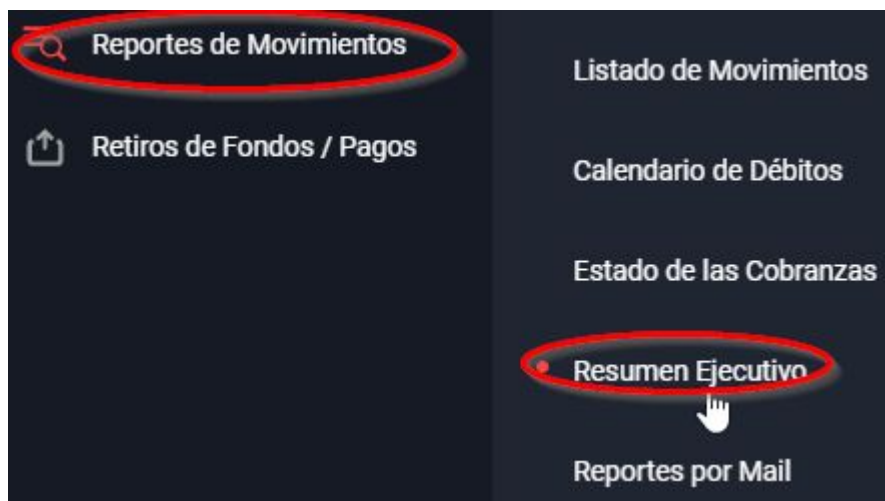 Reportes de Movimientos
Retiros de Fondos / Pagos
Listado de Movimientos
Calendario de Débitos
Estado de las Cobranzas
Resumen Ejecutivo
Reportes por Mail